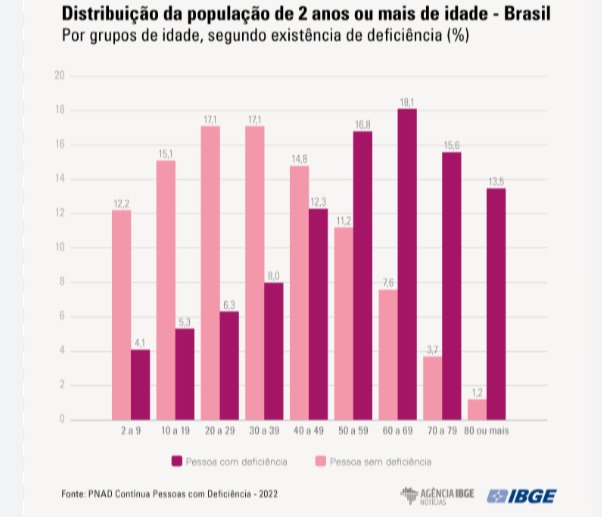 Distribuição da população de 2 anos ou mais de idade - Brasil
Por grupos de idade, segundo existência de deficiência (%)
20
18
16
14
12
10
8
6
4
2
0
12,2
4,1
15,1
5,3
17,1
6,3
17,1
8,0
14,8
12,3
11,2
16,8
7,6
18,1
3,7
15,6
1,2
13,5
2 a 9
10 a 19
20 a 29
30 a 39
40 a 49
50 a 59
60 a 69
70 a 79
80 ou mais
Pessoa com deficiência
Pessoa sem deficiência
Fonte: PNAD Contínua Pessoas com Deficiência - 2022
AGÊNCIA IBGE
NOTÍCIAS
IBGE